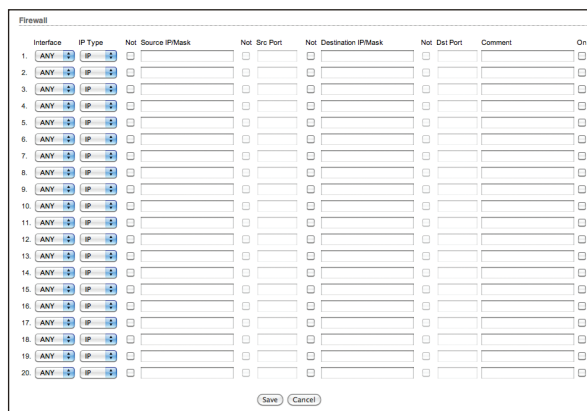 Firewall
Interface IP Type Not Source IP/Mask Not Src Port Not Destination IP/Mask Not Dst Port Comment On
1. ANY IP
2. ANY IP
3. ANY IP
4. ANY IP
5. ANY IP
6. ANY IP
7. ANY IP
8. ANY IP
9. ANY IP
10. ANY IP
11. ANY IP
12. ANY IP
13. ANY IP
14. ANY IP
15. ANY IP
16. ANY IP
17. ANY IP
18. ANY IP
19. ANY IP
20. ANY IP
Save Cancel